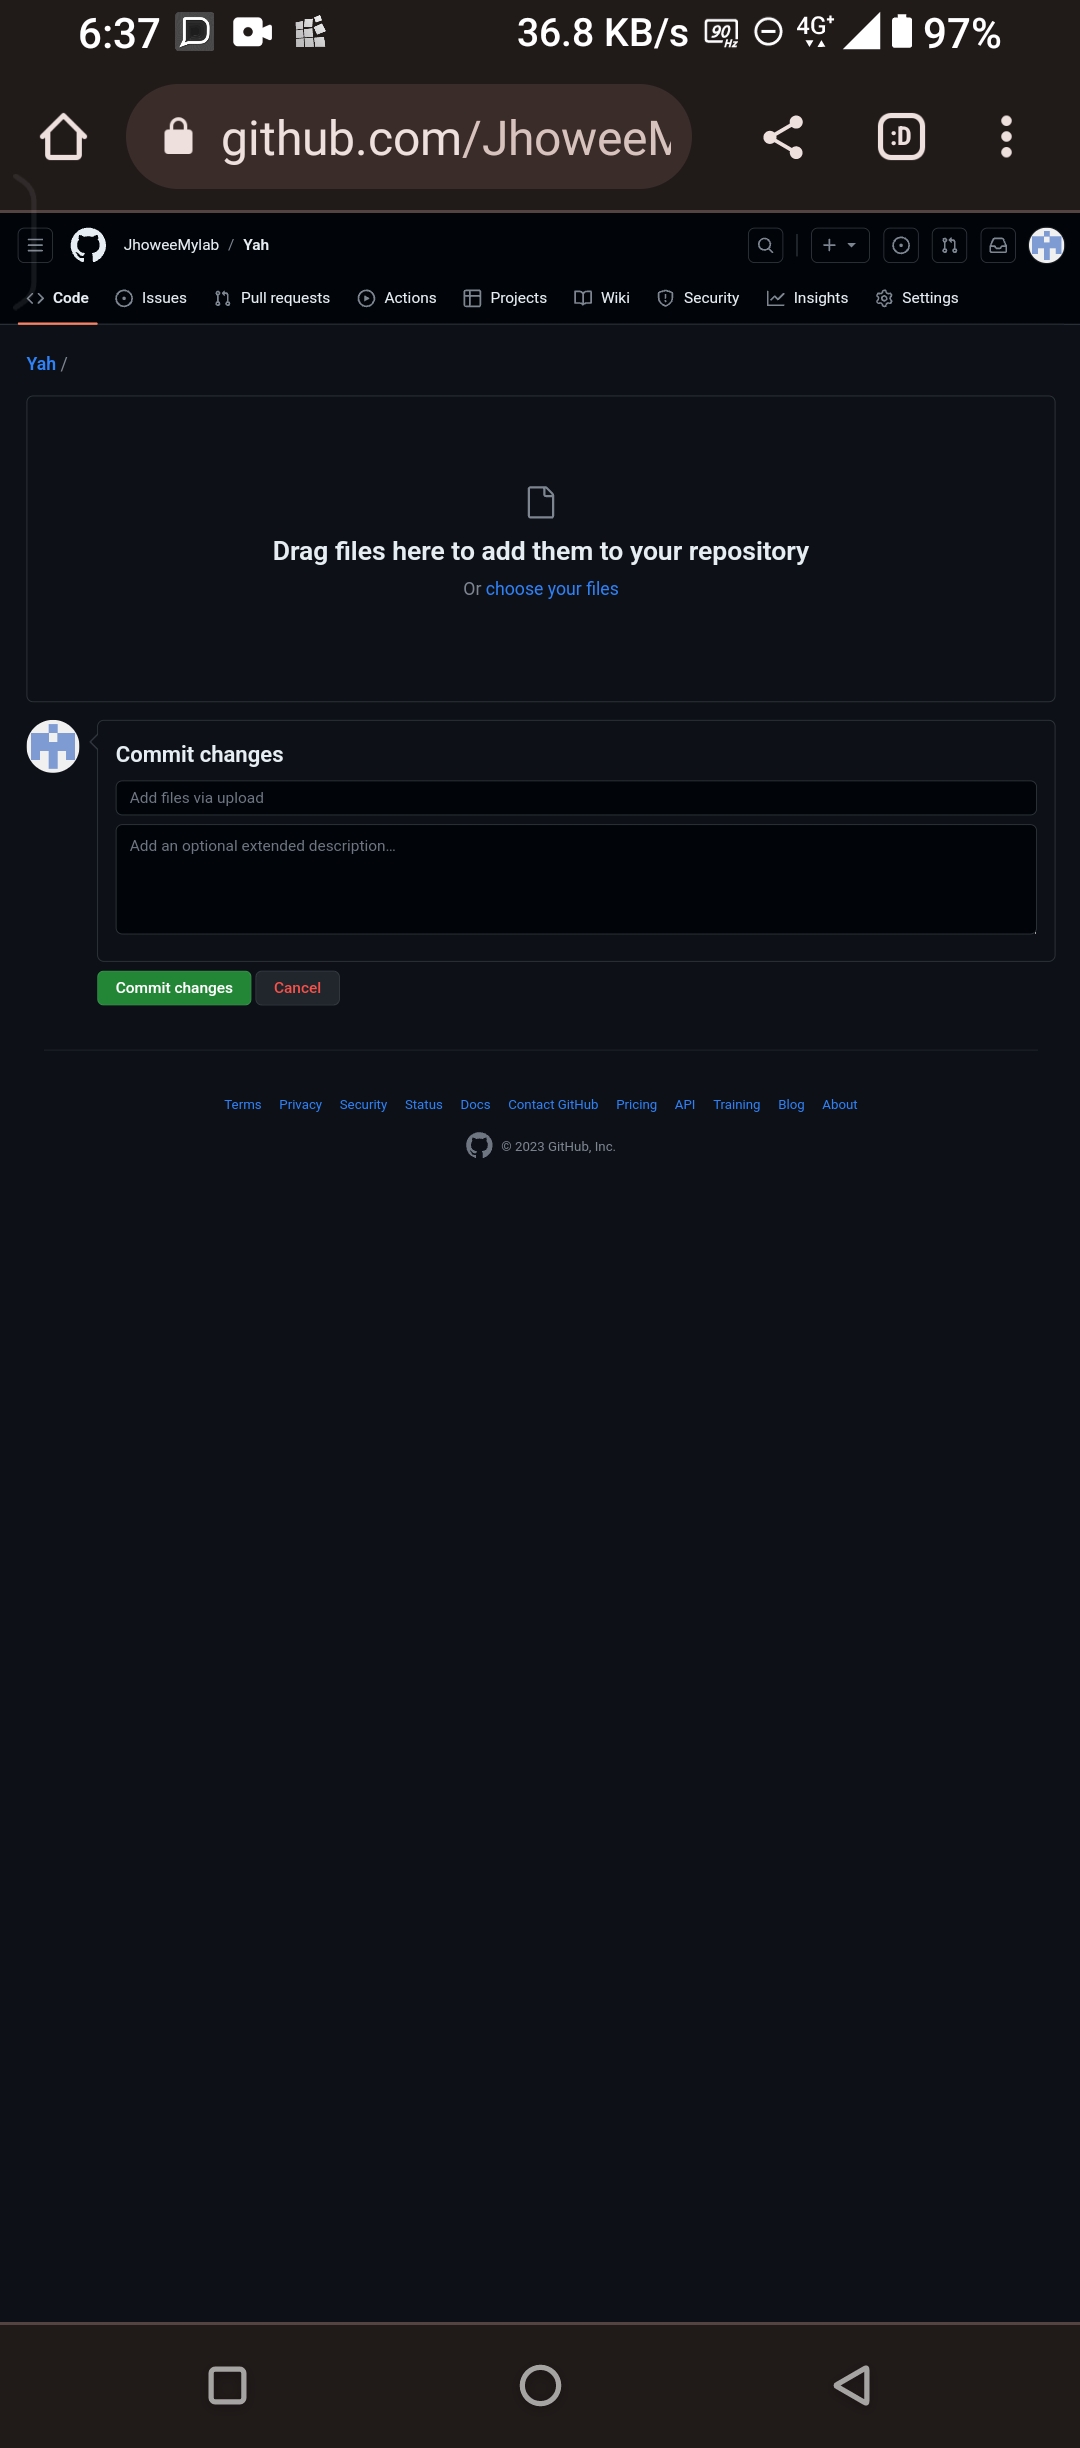 6:37 36.8 KB/s 90 Hz 4G+ 97%
github.com/JhoweeM
:D
JhoweeMylab / Yah
Code Issues Pull requests Actions Projects Wiki Security Insights Settings
Yah /
Drag files here to add them to your repository
Or choose your files
Commit changes
Add files via upload
Add an optional extended description…
Commit changes Cancel
Terms Privacy Security Status Docs Contact GitHub Pricing API Training Blog About
© 2023 GitHub, Inc.